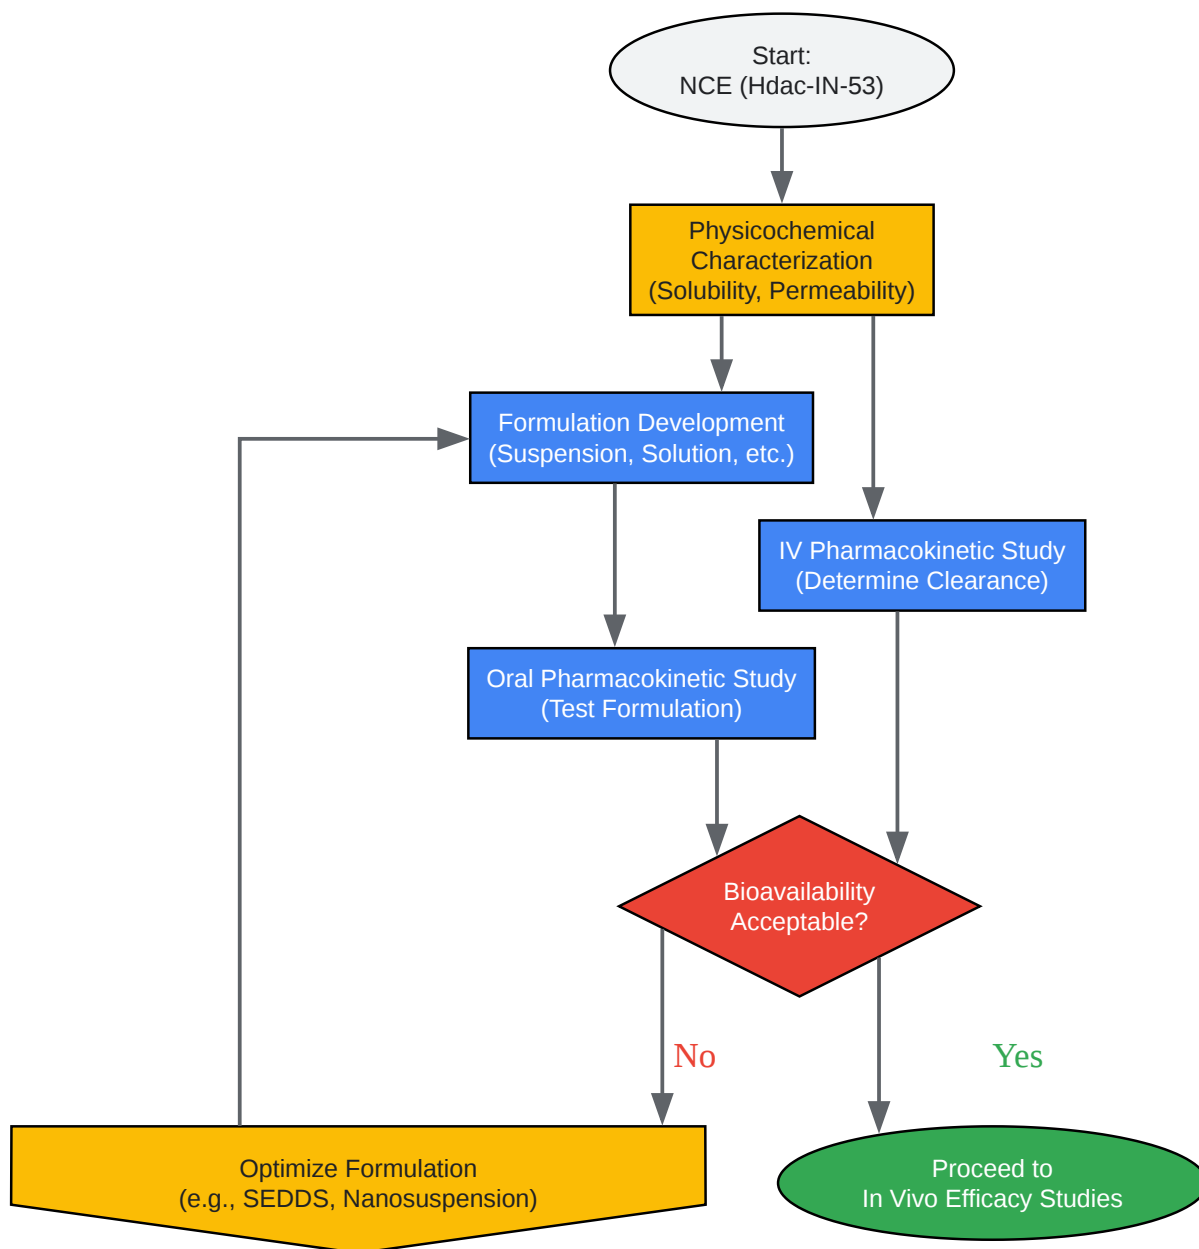 Start:
NCE (Hdac-IN-53)
Physicochemical
Characterization
(Solubility, Permeability)
Formulation Development
(Suspension, Solution, etc.)
IV Pharmacokinetic Study
(Determine Clearance)
Oral Pharmacokinetic Study
(Test Formulation)
Bioavailability
Acceptable?
No
Yes
Optimize Formulation
(e.g., SEDDS, Nanosuspension)
Proceed to
In Vivo Efficacy Studies